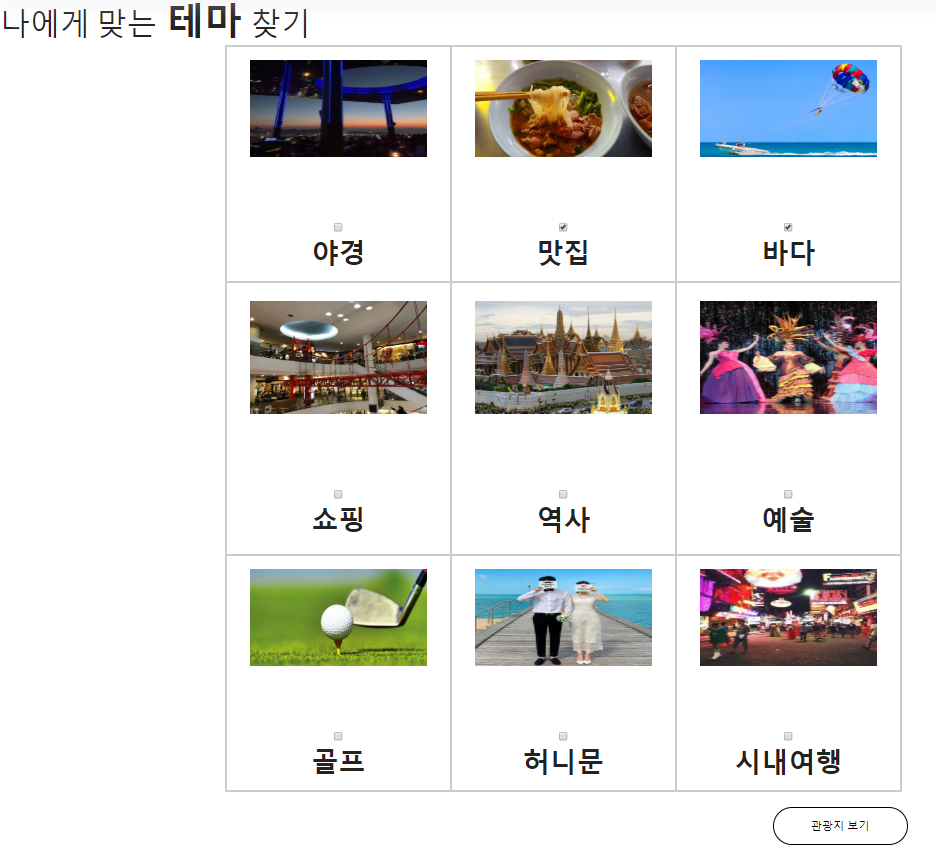 나에게 맞는 테마 찾기
야경
맛집
바다
쇼핑
역사
예술
골프
허니문
시내여행
관광지 보기